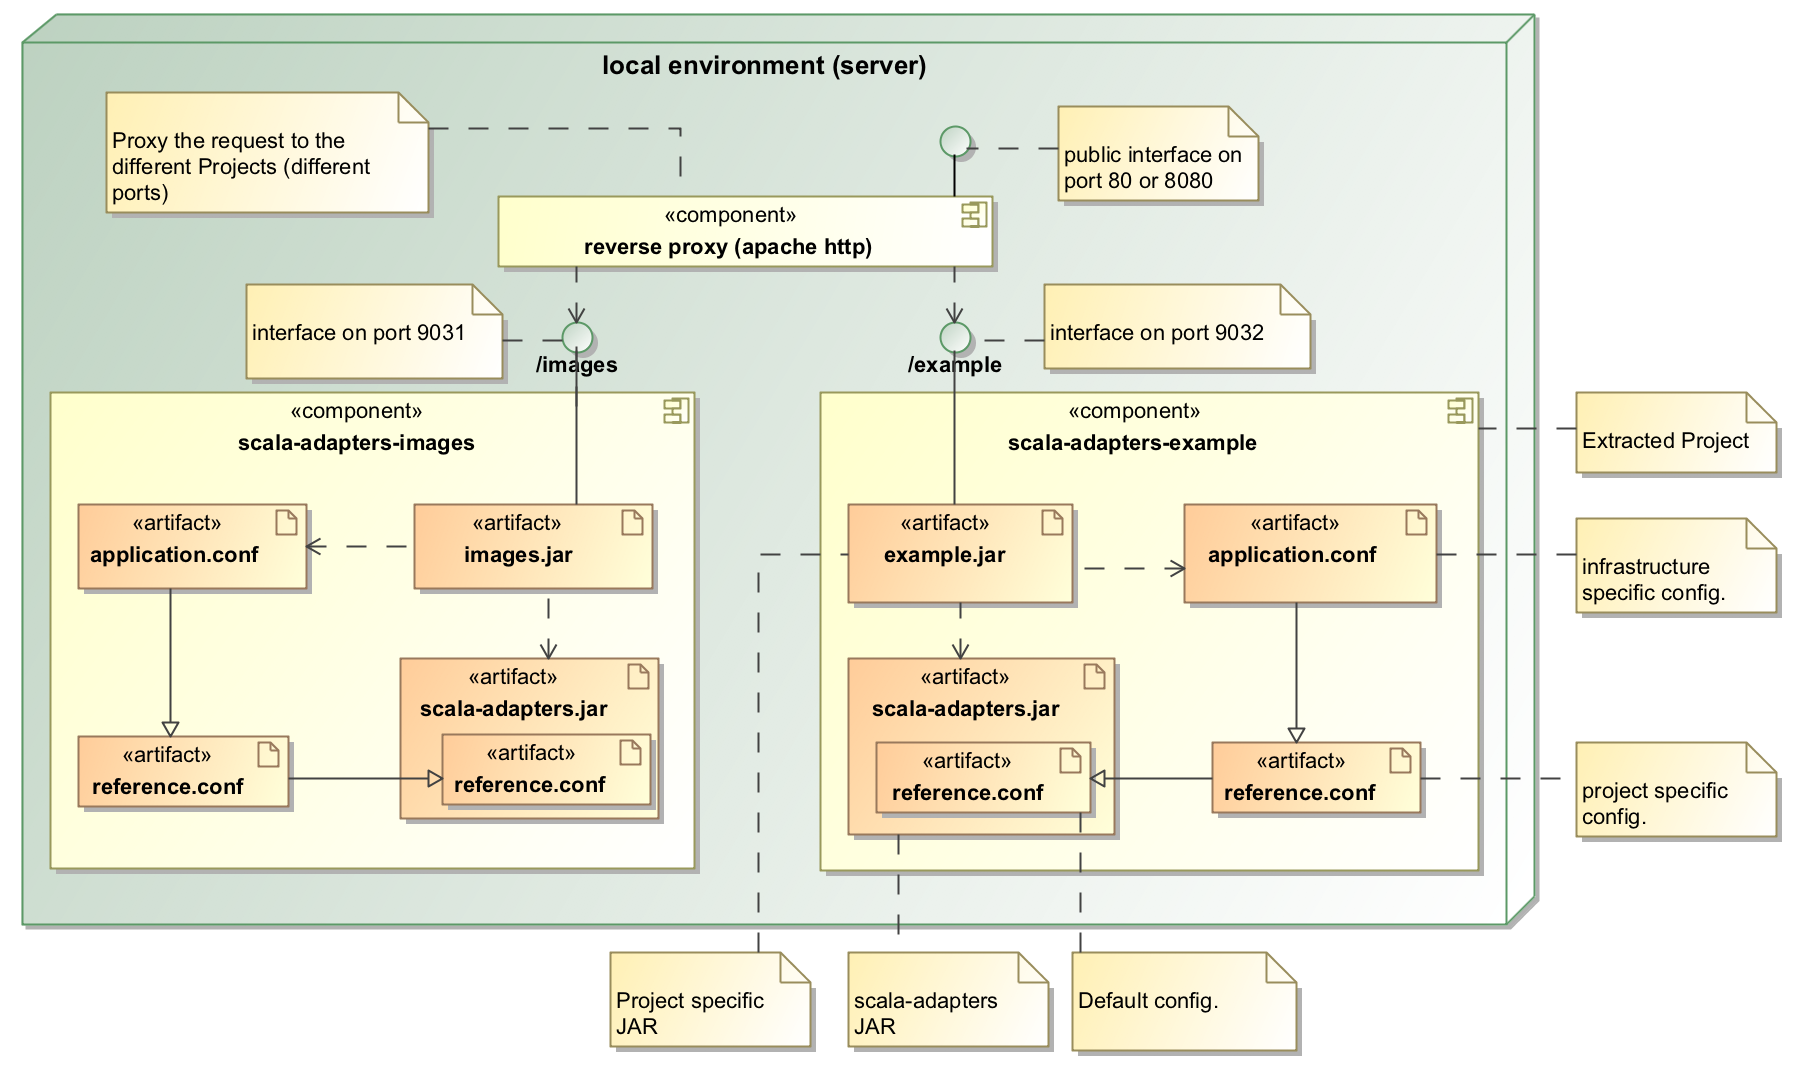 local environment (server)
Proxy the request to the
different Projects (different
ports)
public interface on
port 80 or 8080
«component»
reverse proxy (apache http)
interface on port 9031
/images
/example
interface on port 9032
«component»
scala-adapters-images
«artifact»
application.conf
«artifact»
images.jar
«artifact»
scala-adapters.jar
«artifact»
reference.conf
«artifact»
reference.conf
«component»
scala-adapters-example
«artifact»
example.jar
«artifact»
application.conf
«artifact»
scala-adapters.jar
«artifact»
reference.conf
«artifact»
reference.conf
Extracted Project
infrastructure
specific config.
project specific
config.
Project specific
JAR
scala-adapters
JAR
Default config.